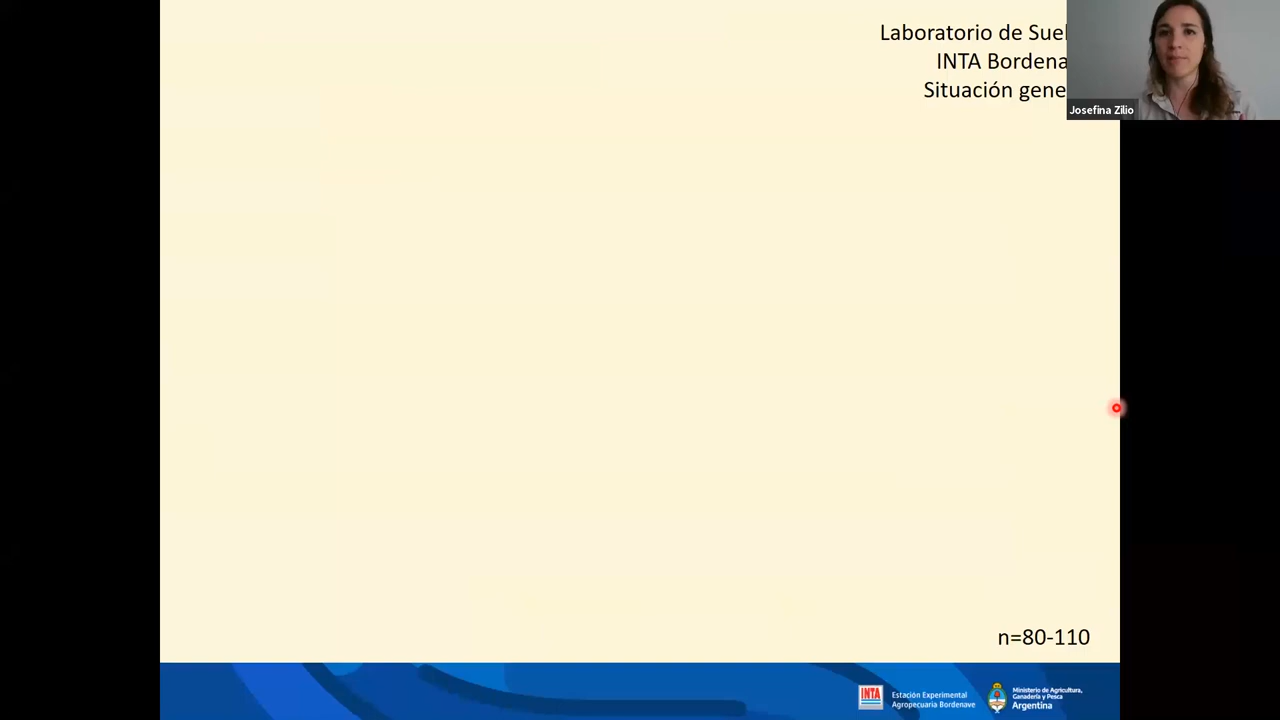 Laboratorio de Suel
INTA Bordena
Situación gene
Josefina Zilio
n=80-110
INTA
Estación Experimental
Agropecuaria Bordenave
Ministerio de Agricultura,
Ganadería y Pesca
Argentina